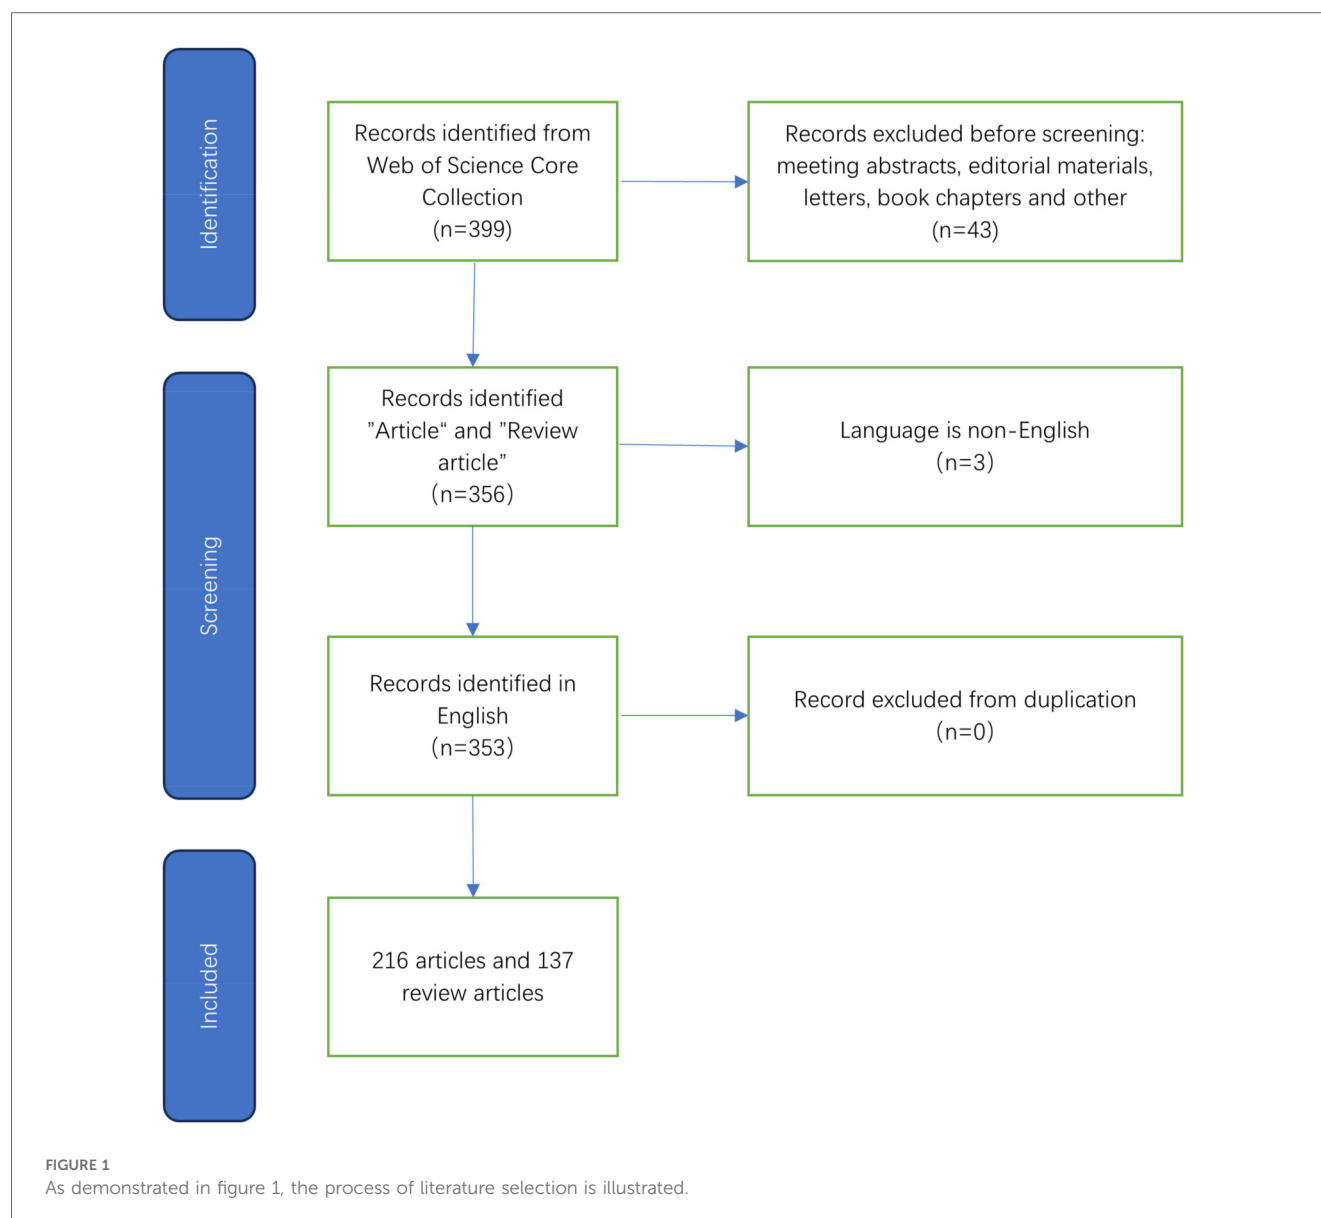 Identification
Records identified from
Web of Science Core
Collection
(n=399)
Records excluded before screening:
meeting abstracts, editorial materials,
letters, book chapters and other
(n=43)
Screening
Records identified
”Article“ and ”Review
article”
(n=356)
Language is non-English
(n=3)
Records identified in
English
(n=353)
Record excluded from duplication
(n=0)
Included
216 articles and 137
review articles
FIGURE 1
As demonstrated in figure 1, the process of literature selection is illustrated.